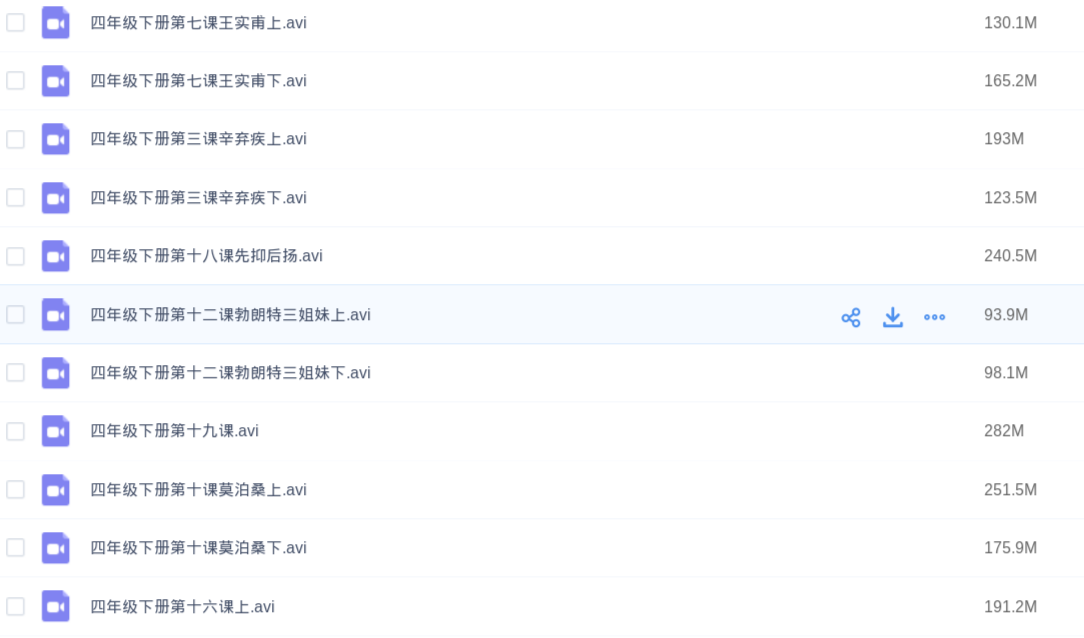 四年级下册第七课王实甫上.avi 130.1M
四年级下册第七课王实甫下.avi 165.2M
四年级下册第三课辛弃疾上.avi 193M
四年级下册第三课辛弃疾下.avi 123.5M
四年级下册第十八课先抑后扬.avi 240.5M
四年级下册第十二课勃朗特三姐妹上.avi 93.9M
四年级下册第十二课勃朗特三姐妹下.avi 98.1M
四年级下册第十九课.avi 282M
四年级下册第十课莫泊桑上.avi 251.5M
四年级下册第十课莫泊桑下.avi 175.9M
四年级下册第十六课上.avi 191.2M